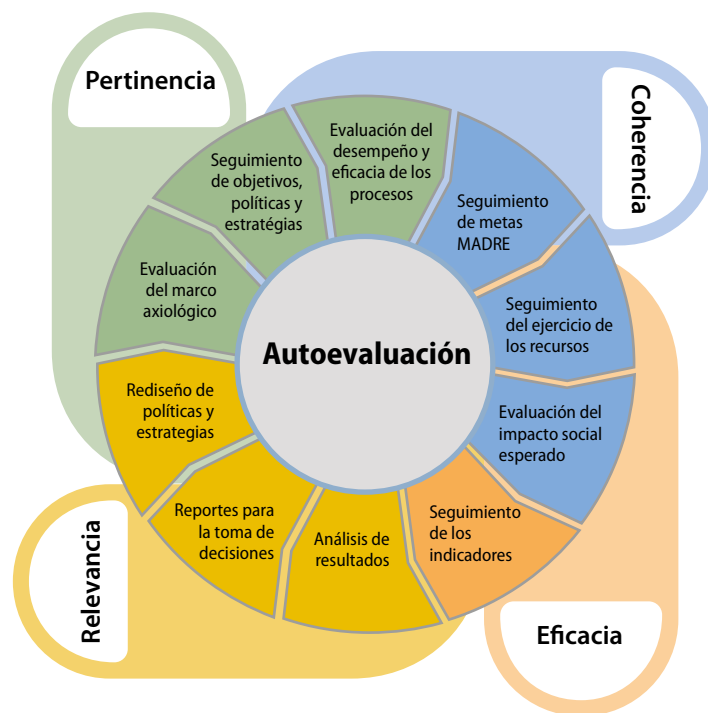 Pertinencia
Coherencia
Evaluación del
desempeño y
eficacia de los
procesos
Seguimiento
de objetivos,
políticas y
estratégias
Seguimiento
de metas
MADRE
Evaluación
del marco
axiológico
Seguimiento
del ejercicio de
los recursos
Autoevaluación
Rediseño de
políticas y
estrategias
Evaluación del
impacto social
esperado
Reportes para
la toma de
decisiones
Análisis de
resultados
Seguimiento
de los
indicadores
Relevancia
Eficacia